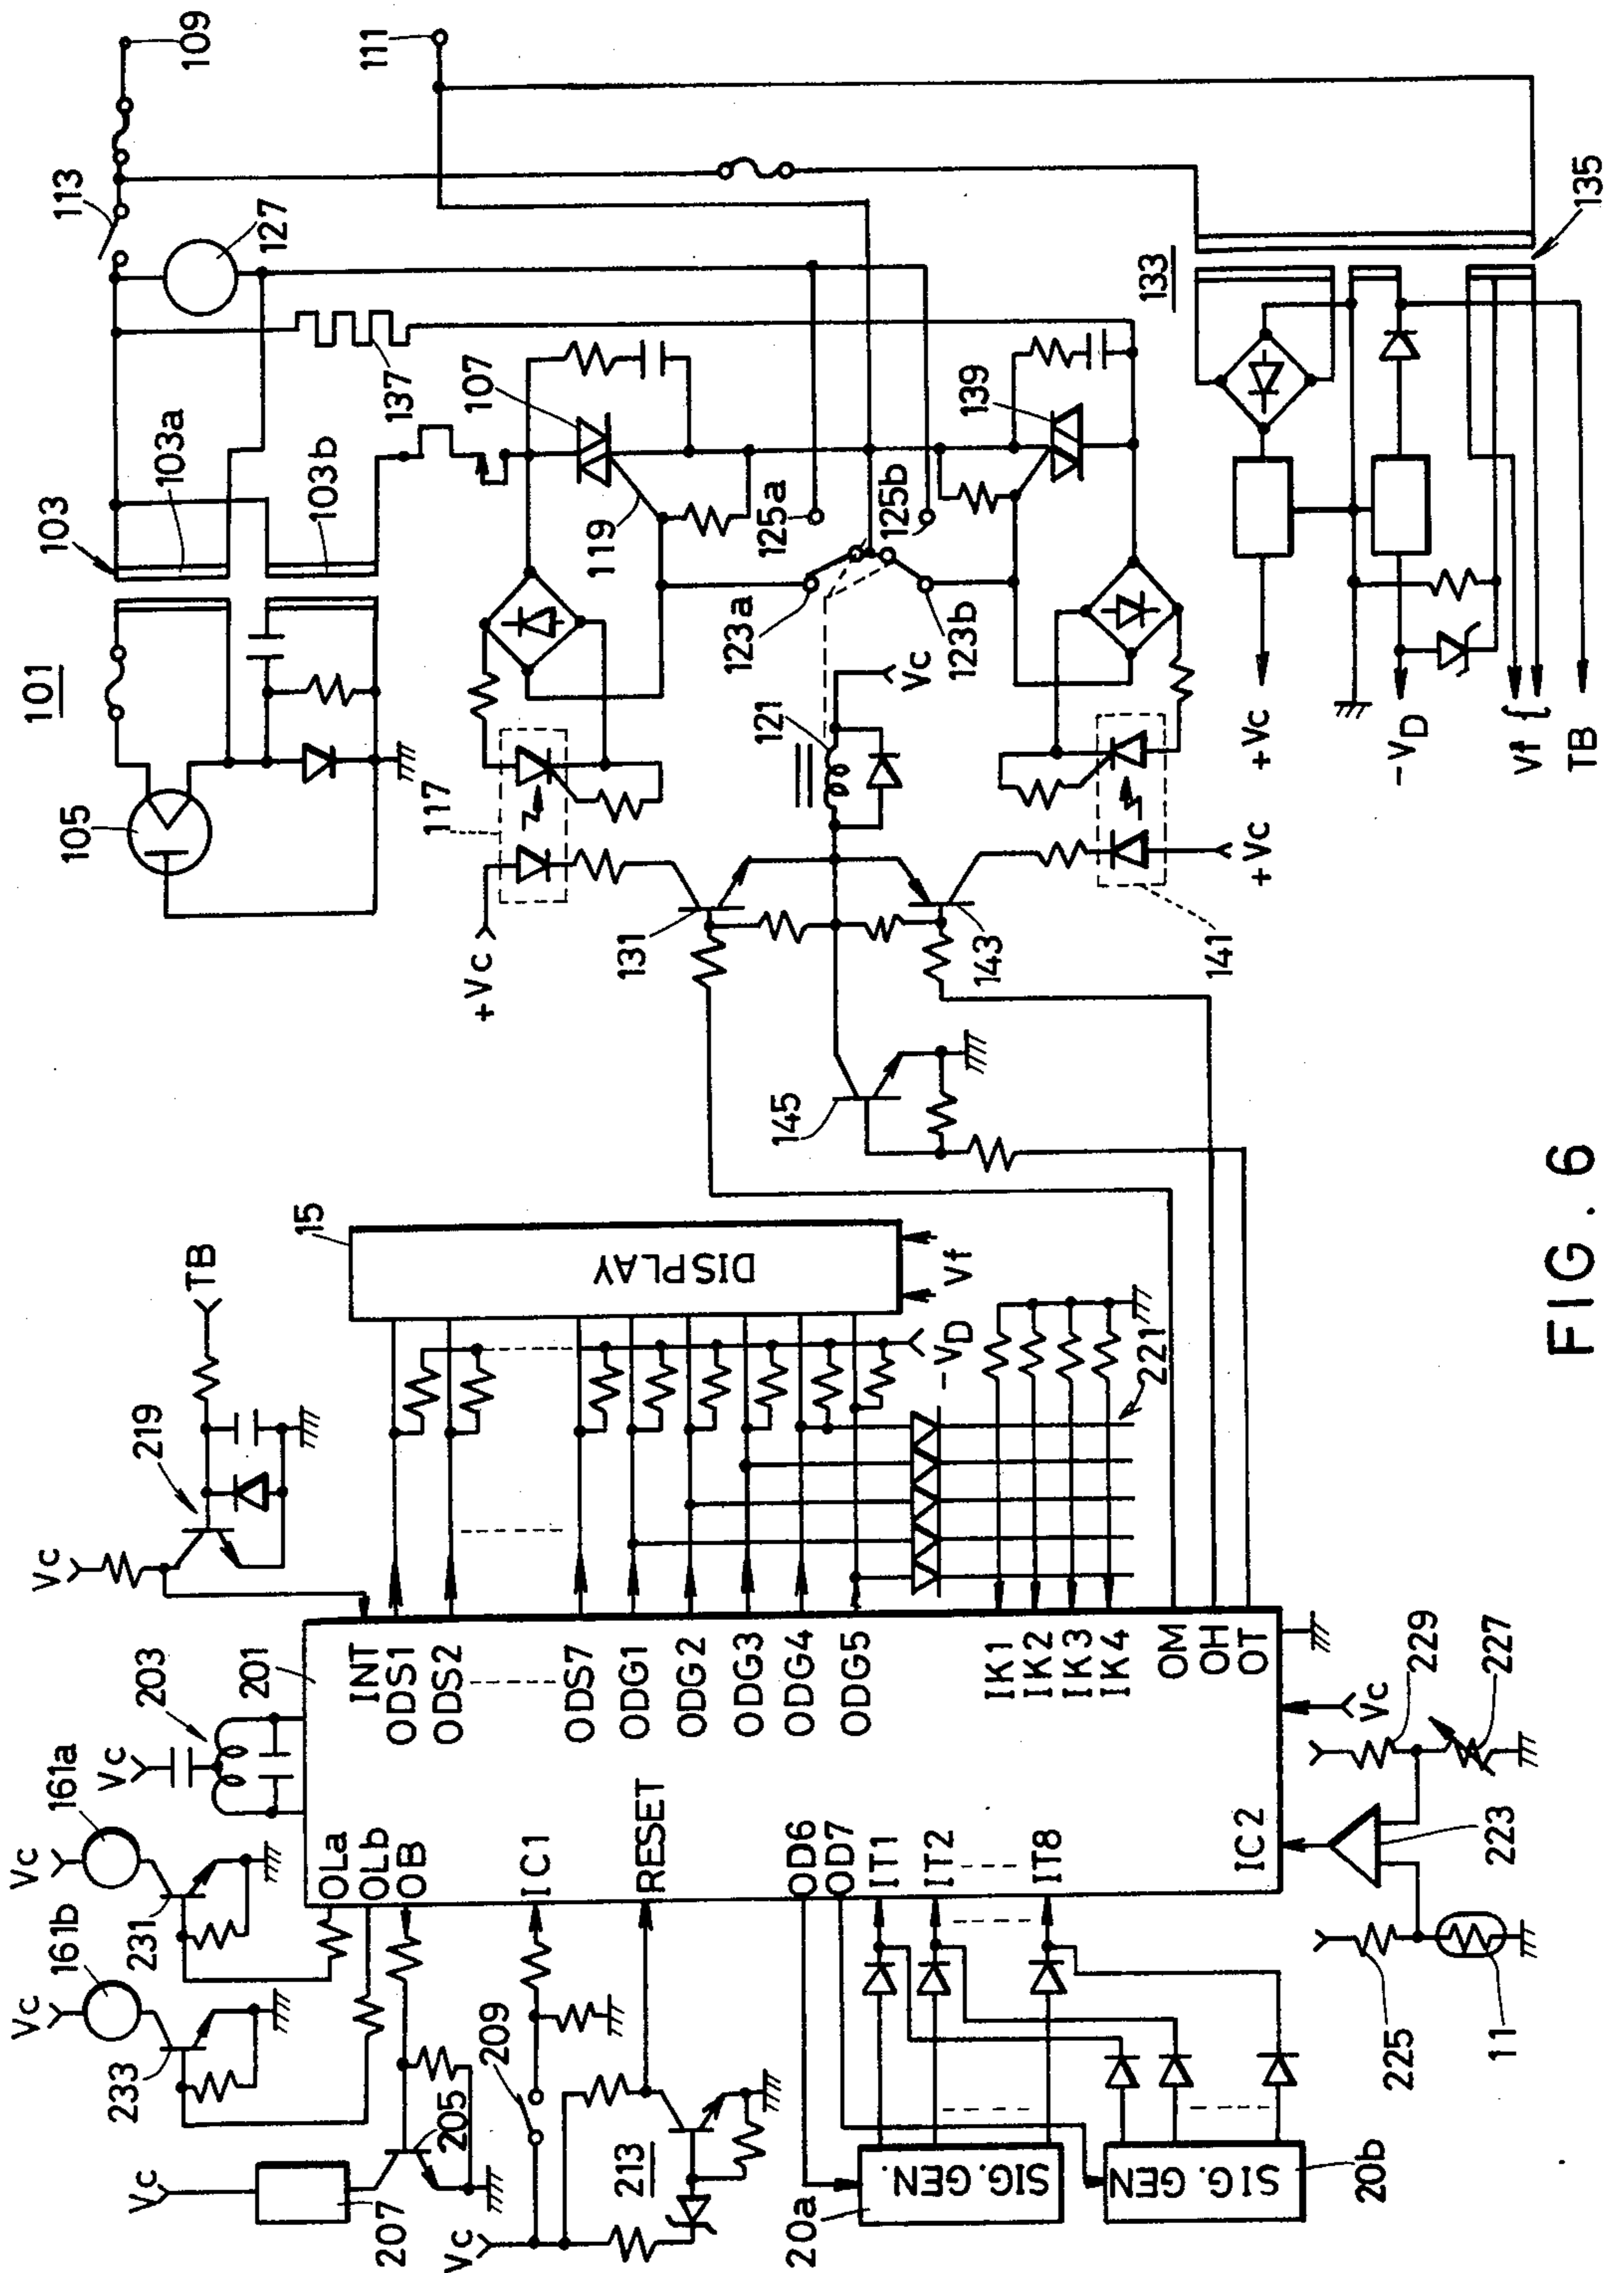 101
103
103a
103b
105
107
109
111
113
127
137
117
119
+Vc
131
121
Vc
123a
123b
125a
125b
139
133
135
143
141
+Vc
145
+Vc
-VD
Vf {
TB
Vc
161b
Vc
161a
Vc
203
201
233
231
Vc
207
205
Vc
209
213
Vc
219
TB
15
DISPLAY
Vf
-VD
221
OLa
OLb
OB
IC1
RESET
OD6
OD7
IT1
IT2
IT8
IC2
INT
ODS1
ODS2
ODS7
ODG1
ODG2
ODG3
ODG4
ODG5
IK1
IK2
IK3
IK4
OM
OH
OT
20a
SIG. GEN.
SIG. GEN
20b
225
11
223
Vc
229
227
FIG. 6